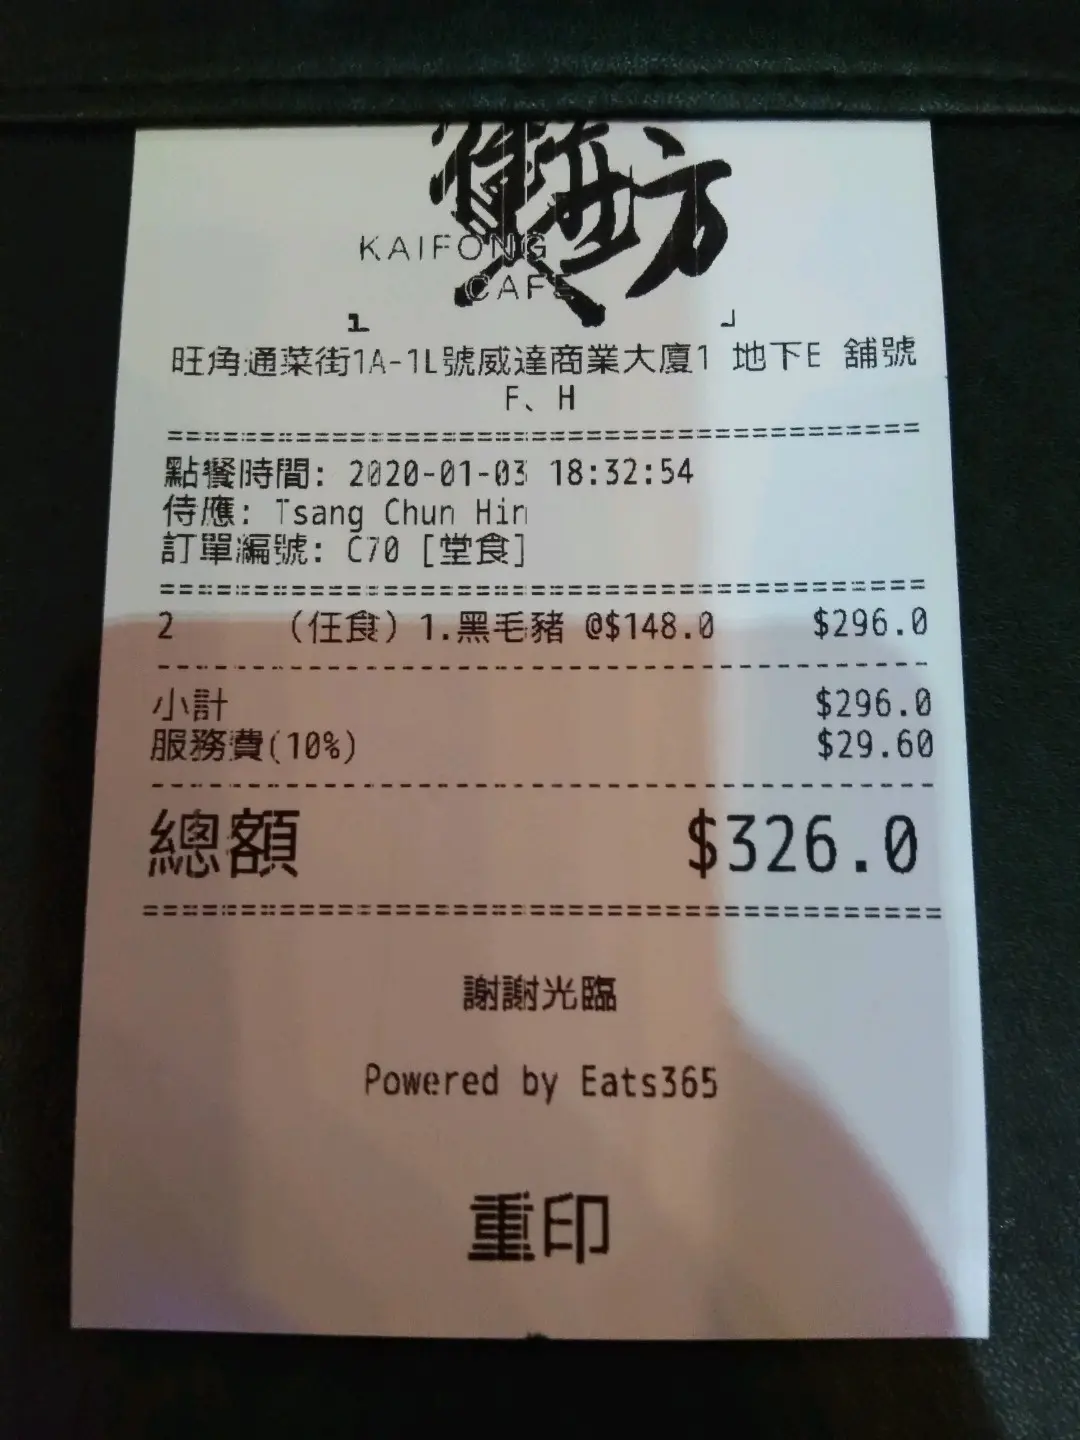 KAIFONG
CAFE
旺角通菜街1A-1L號威達商業大廈1 地下E 舖號
F、H
點餐時間: 2020-01-03 18:32:54
侍應: Tsang Chun Hin
訂單編號: C70 [堂食]
2 （任食）1.黑毛豬 @$148.0 $296.0
小計 $296.0
服務費(10%) $29.60
總額 $326.0
謝謝光臨
Powered by Eats365
重印